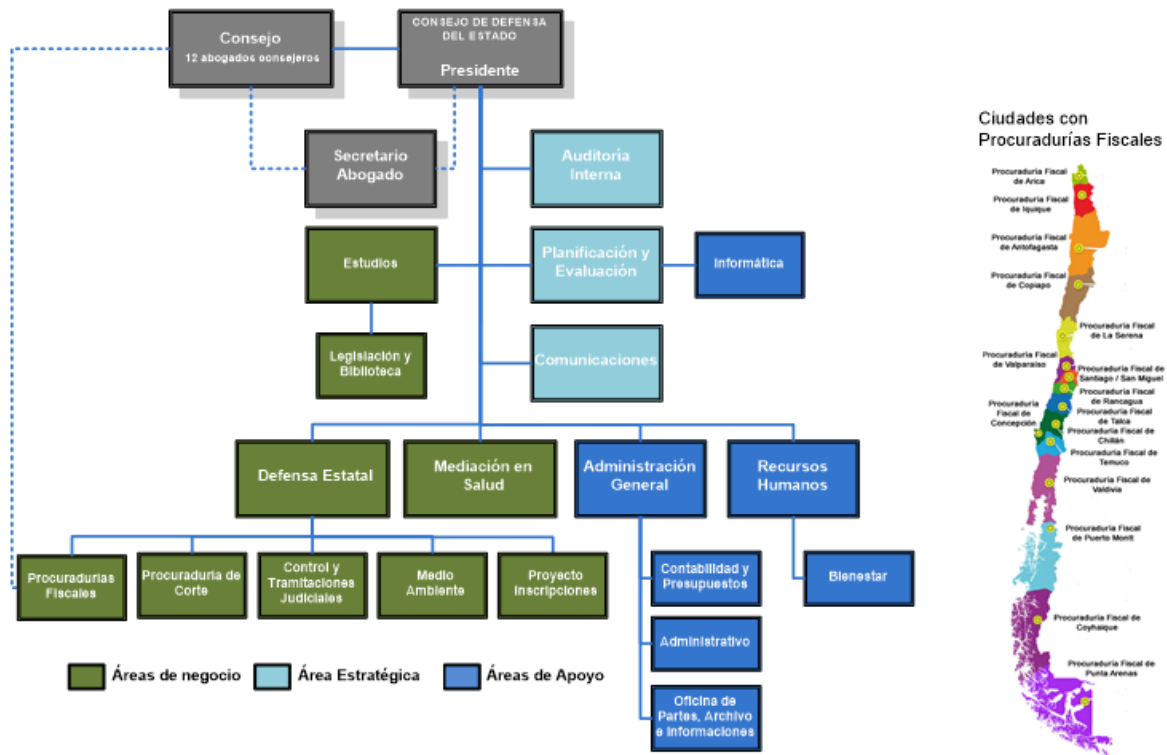 Consejo
12 abogados consejeros
CONSEJO DE DEFENSA
DEL ESTADO
Presidente
Secretario
Abogado
Auditoría
Interna
Estudios
Planificación y
Evaluación
Informática
Legislación y
Biblioteca
Comunicaciones
Defensa Estatal
Mediación en
Salud
Administración
General
Recursos
Humanos
Procuradurías
Fiscales
Procuraduría de
Corte
Control y
Tramitaciones
Judiciales
Medio
Ambiente
Proyecto
Inscripciones
Contabilidad y
Presupuestos
Bienestar
Administrativo
Oficina de
Partes, Archivo
e Informaciones
Áreas de negocio
Área Estratégica
Áreas de Apoyo
Ciudades con
Procuradurías Fiscales
Procuraduría Fiscal
de Arica
Procuraduría Fiscal
de Iquique
Procuraduría Fiscal
de Antofagasta
Procuraduría Fiscal
de Copiapo
Procuraduría Fiscal
de La Serena
Procuraduría Fiscal
de Valparaíso
Procuraduría Fiscal de
Santiago / San Miguel
Procuraduría Fiscal
de Rancagua
Procuraduría
Fiscal de
Concepción
Procuraduría Fiscal
de Talca
Procuraduría Fiscal de
Chillán
Procuraduría Fiscal de
Temuco
Procuraduría Fiscal de
Valdivia
Procuraduría Fiscal
de Puerto Montt
Procuraduría Fiscal de
Coyhaique
Procuraduría Fiscal de
Punta Arenas